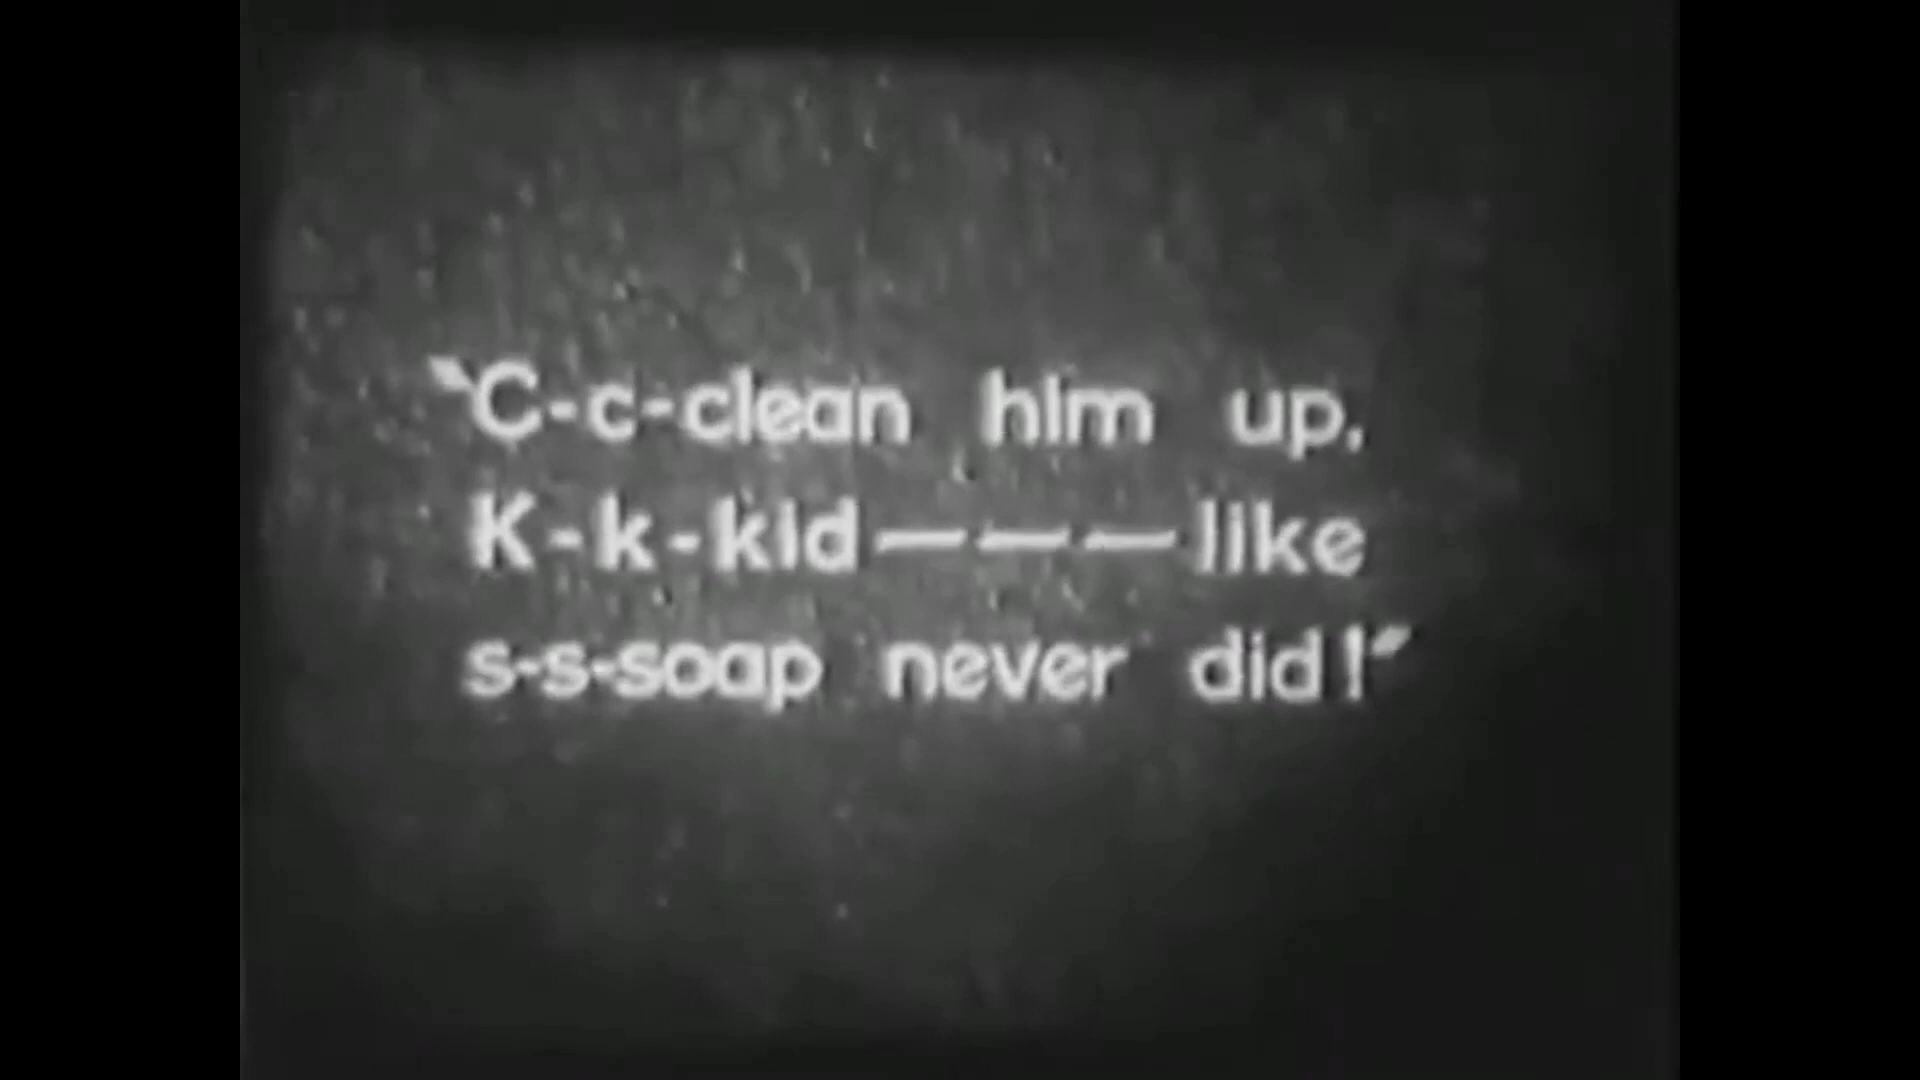 "C-c-clean him up,
K-k-kid———like
s-s-soap never did!"